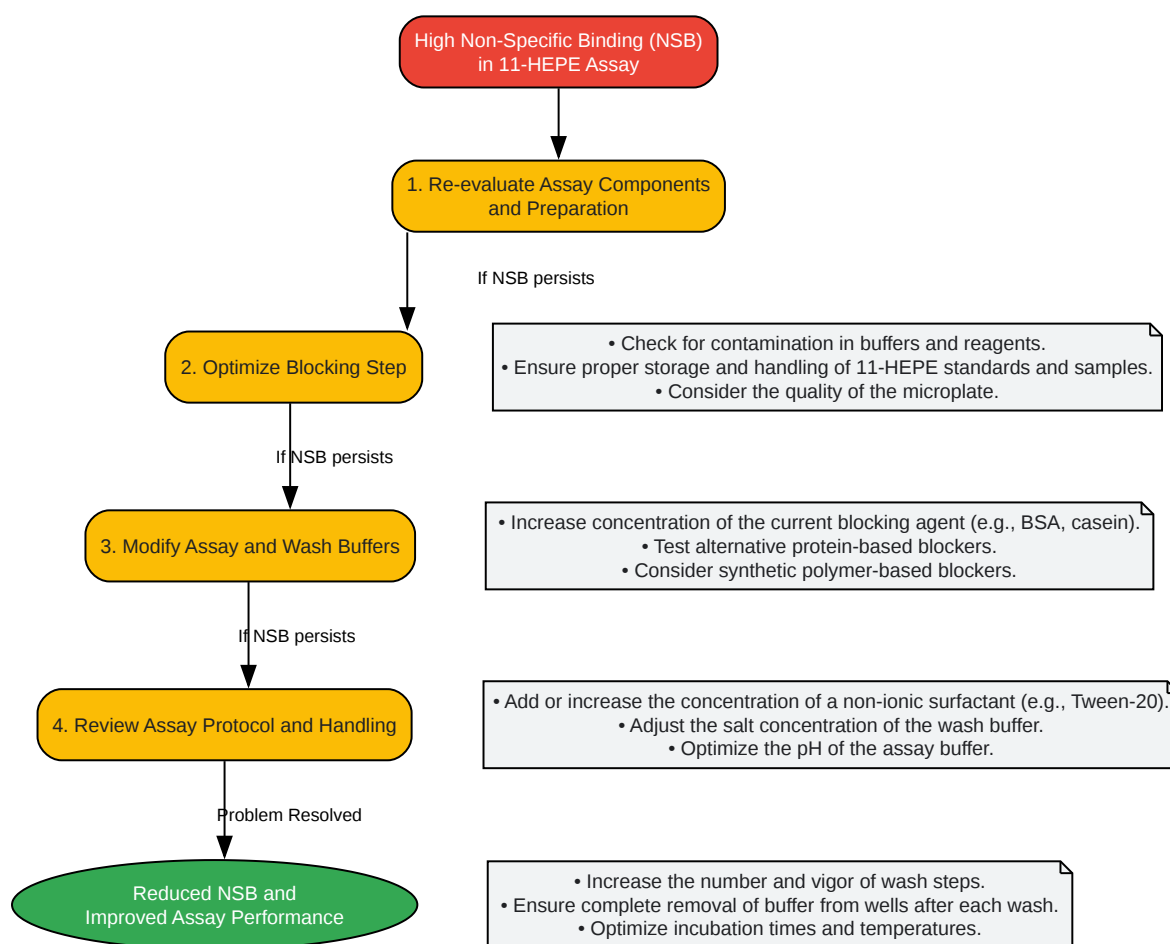 High Non-Specific Binding (NSB)
in 11-HEPE Assay
1. Re-evaluate Assay Components
and Preparation
If NSB persists
2. Optimize Blocking Step
• Check for contamination in buffers and reagents.
• Ensure proper storage and handling of 11-HEPE standards and samples.
• Consider the quality of the microplate.
If NSB persists
3. Modify Assay and Wash Buffers
• Increase concentration of the current blocking agent (e.g., BSA, casein).
• Test alternative protein-based blockers.
• Consider synthetic polymer-based blockers.
If NSB persists
4. Review Assay Protocol and Handling
• Add or increase the concentration of a non-ionic surfactant (e.g., Tween-20).
• Adjust the salt concentration of the wash buffer.
• Optimize the pH of the assay buffer.
Problem Resolved
Reduced NSB and
Improved Assay Performance
• Increase the number and vigor of wash steps.
• Ensure complete removal of buffer from wells after each wash.
• Optimize incubation times and temperatures.